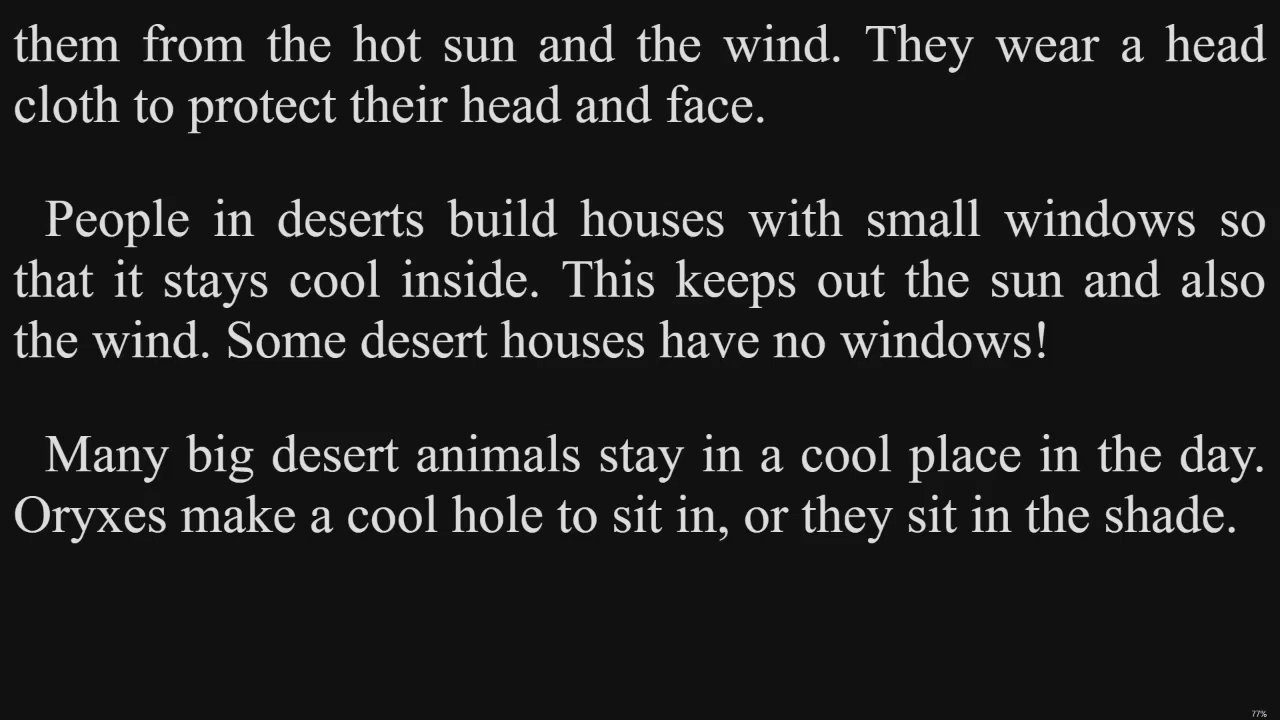 them from the hot sun and the wind. They wear a head
cloth to protect their head and face.
People in deserts build houses with small windows so
that it stays cool inside. This keeps out the sun and also
the wind. Some desert houses have no windows!
Many big desert animals stay in a cool place in the day.
Oryxes make a cool hole to sit in, or they sit in the shade.
77%